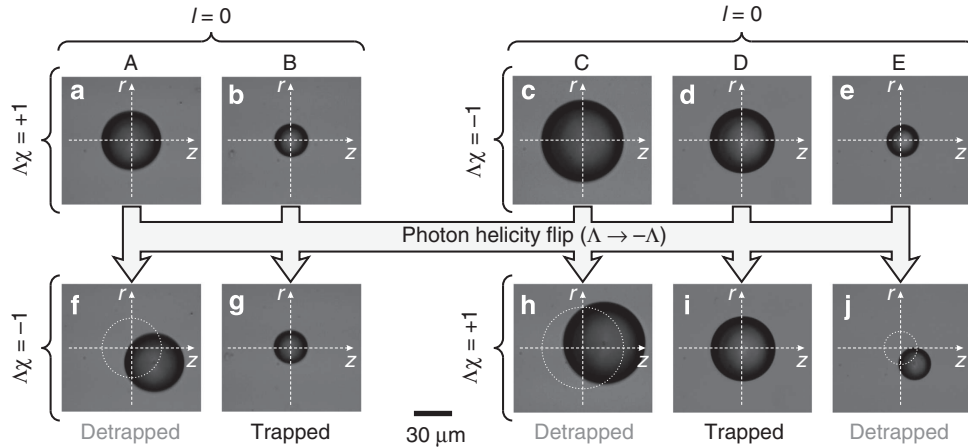 l = 0
l = 0
A
B
C
D
E
Λχ = +1
a
r
z
b
r
z
Λχ = −1
c
r
z
d
r
z
e
r
z
Photon helicity flip (Λ → −Λ)
Λχ = −1
f
r
z
g
r
z
Λχ = +1
h
r
z
i
r
z
j
r
z
Detrapped
Trapped
30 μm
Detrapped
Trapped
Detrapped